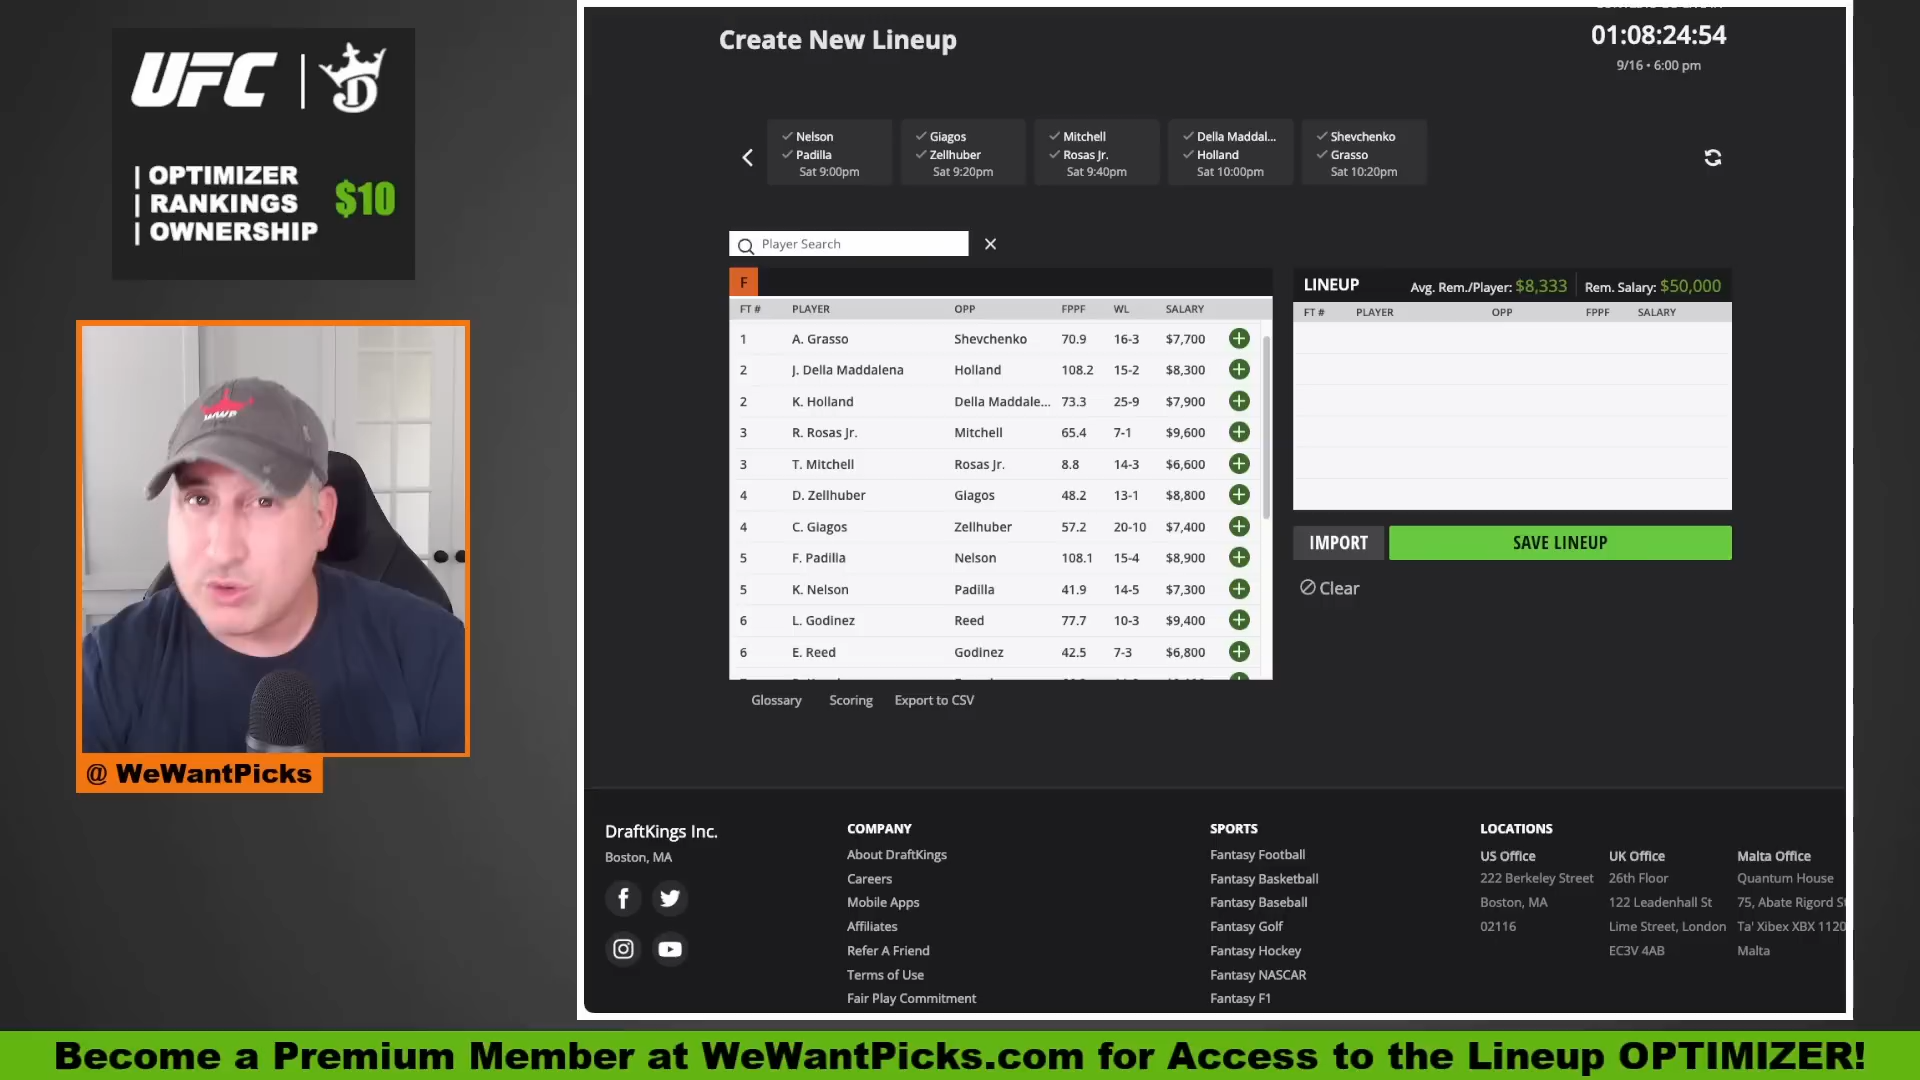 UFC
D
| OPTIMIZER
| RANKINGS
| OWNERSHIP
$10
WWP
@ WeWantPicks
Create New Lineup
01:08:24:54
9/16 • 6:00 pm
Nelson
Padilla
Sat 9:00pm
Giagos
Zellhuber
Sat 9:20pm
Mitchell
Rosas Jr.
Sat 9:40pm
Della Maddal...
Holland
Sat 10:00pm
Shevchenko
Grasso
Sat 10:20pm
Player Search
F
FT # PLAYER OPP FPPF WL SALARY
1 A. Grasso Shevchenko 70.9 16-3 $7,700
2 J. Della Maddalena Holland 108.2 15-2 $8,300
2 K. Holland Della Maddale... 73.3 25-9 $7,900
3 R. Rosas Jr. Mitchell 65.4 7-1 $9,600
3 T. Mitchell Rosas Jr. 8.8 14-3 $6,600
4 D. Zellhuber Giagos 48.2 13-1 $8,800
4 C. Giagos Zellhuber 57.2 20-10 $7,400
5 F. Padilla Nelson 108.1 15-4 $8,900
5 K. Nelson Padilla 41.9 14-5 $7,300
6 L. Godinez Reed 77.7 10-3 $9,400
6 E. Reed Godinez 42.5 7-3 $6,800
Glossary Scoring Export to CSV
LINEUP Avg. Rem./Player: $8,333 Rem. Salary: $50,000
FT # PLAYER OPP FPPF SALARY
IMPORT SAVE LINEUP
Clear
DraftKings Inc.
Boston, MA
COMPANY
About DraftKings
Careers
Mobile Apps
Affiliates
Refer A Friend
Terms of Use
Fair Play Commitment
SPORTS
Fantasy Football
Fantasy Basketball
Fantasy Baseball
Fantasy Golf
Fantasy Hockey
Fantasy NASCAR
Fantasy F1
LOCATIONS
US Office
222 Berkeley Street
Boston, MA
02116
UK Office
26th Floor
122 Leadenhall St
Lime Street, London
EC3V 4AB
Malta Office
Quantum House
75, Abate Rigord
Ta' Xibex XBX 1120
Malta
Become a Premium Member at WeWantPicks.com for Access to the Lineup OPTIMIZER!